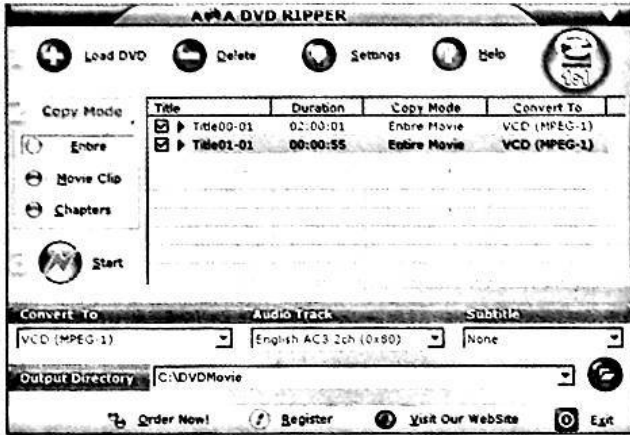 AoA DVD RIPPER
Load DVD Delete Settings Help
1st
Copy Mode
Entire
Movie Clip
Chapters
Start
Title Duration Copy Mode Convert To
Title00-01 02:00:01 Entire Movie VCD (MPEG-1)
Title01-01 00:00:55 Entire Movie VCD (MPEG-1)
Convert To Audio Track Subtitle
VCD (MPEG-1) English AC3 2ch (0x80) None
Output Directory C:\DVDMovie
Order Now! Register Visit Our WebSite Exit